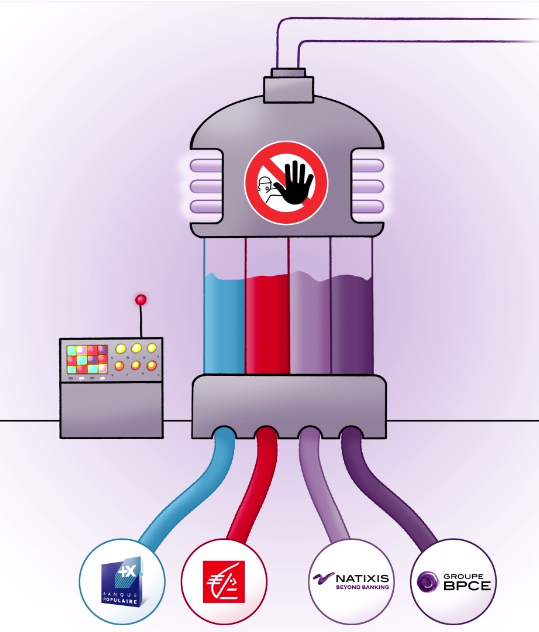 BANQUE
POPULAIRE
NATIXIS
BEYOND BANKING
GROUPE
BPCE